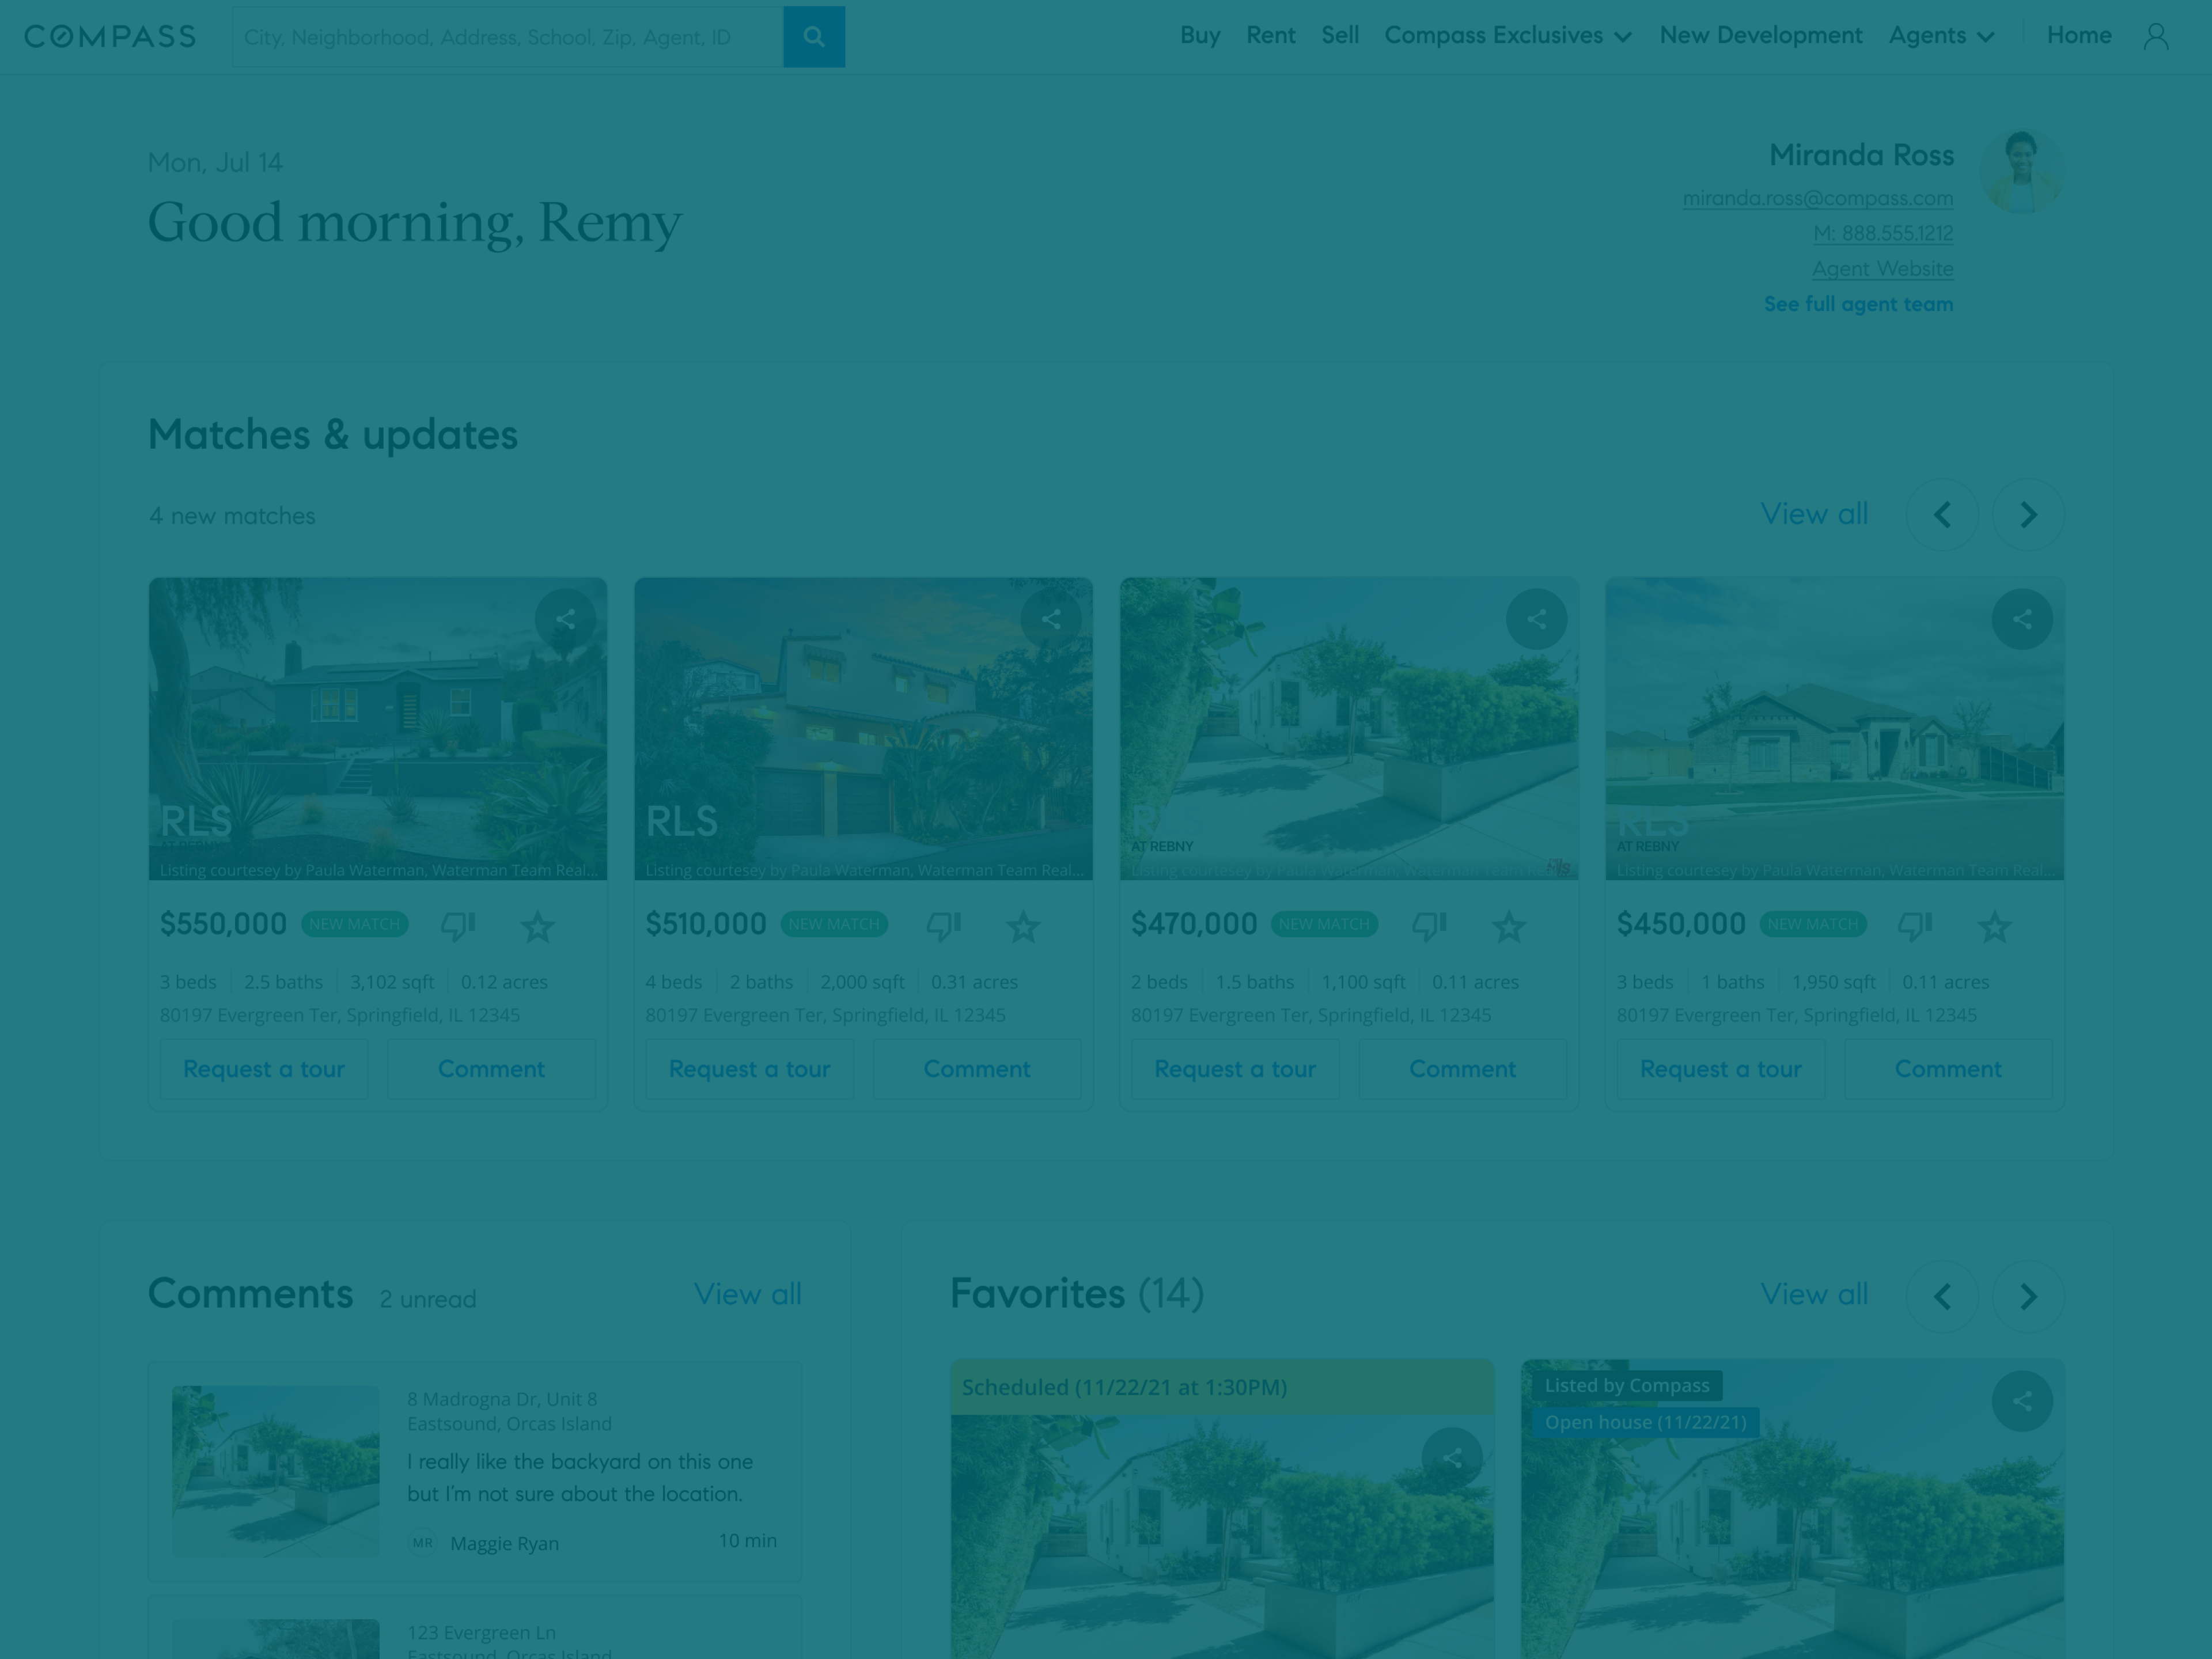 COMPASS
City, Neighborhood, Address, School, Zip, Agent, ID
Buy Rent Sell Compass Exclusives New Development Agents Home
Mon, Jul 14
Good morning, Remy
Miranda Ross
miranda.ross@compass.com
M: 888.555.1212
Agent Website
See full agent team
Matches & updates
4 new matches
View all
RLS
Listing courtesey by Paula Waterman, Waterman Team Real...
$550,000 NEW MATCH
3 beds 2.5 baths 3,102 sqft 0.12 acres
80197 Evergreen Ter, Springfield, IL 12345
Request a tour Comment
RLS
Listing courtesey by Paula Waterman, Waterman Team Real...
$510,000 NEW MATCH
4 beds 2 baths 2,000 sqft 0.31 acres
80197 Evergreen Ter, Springfield, IL 12345
Request a tour Comment
AT REBNY
Listing courtesey by Paula Waterman, Waterman Team
$470,000 NEW MATCH
2 beds 1.5 baths 1,100 sqft 0.11 acres
80197 Evergreen Ter, Springfield, IL 12345
Request a tour Comment
RLS
AT REBNY
Listing courtesey by Paula Waterman, Waterman Team Real...
$450,000 NEW MATCH
3 beds 1 baths 1,950 sqft 0.11 acres
80197 Evergreen Ter, Springfield, IL 12345
Request a tour Comment
Comments 2 unread View all
8 Madrogna Dr, Unit 8
Eastsound, Orcas Island
I really like the backyard on this one
but I'm not sure about the location.
MR Maggie Ryan 10 min
123 Evergreen Ln
Eastsound, Orcas Island
Favorites (14) View all
Scheduled (11/22/21 at 1:30PM)
Listed by Compass
Open house (11/22/21)